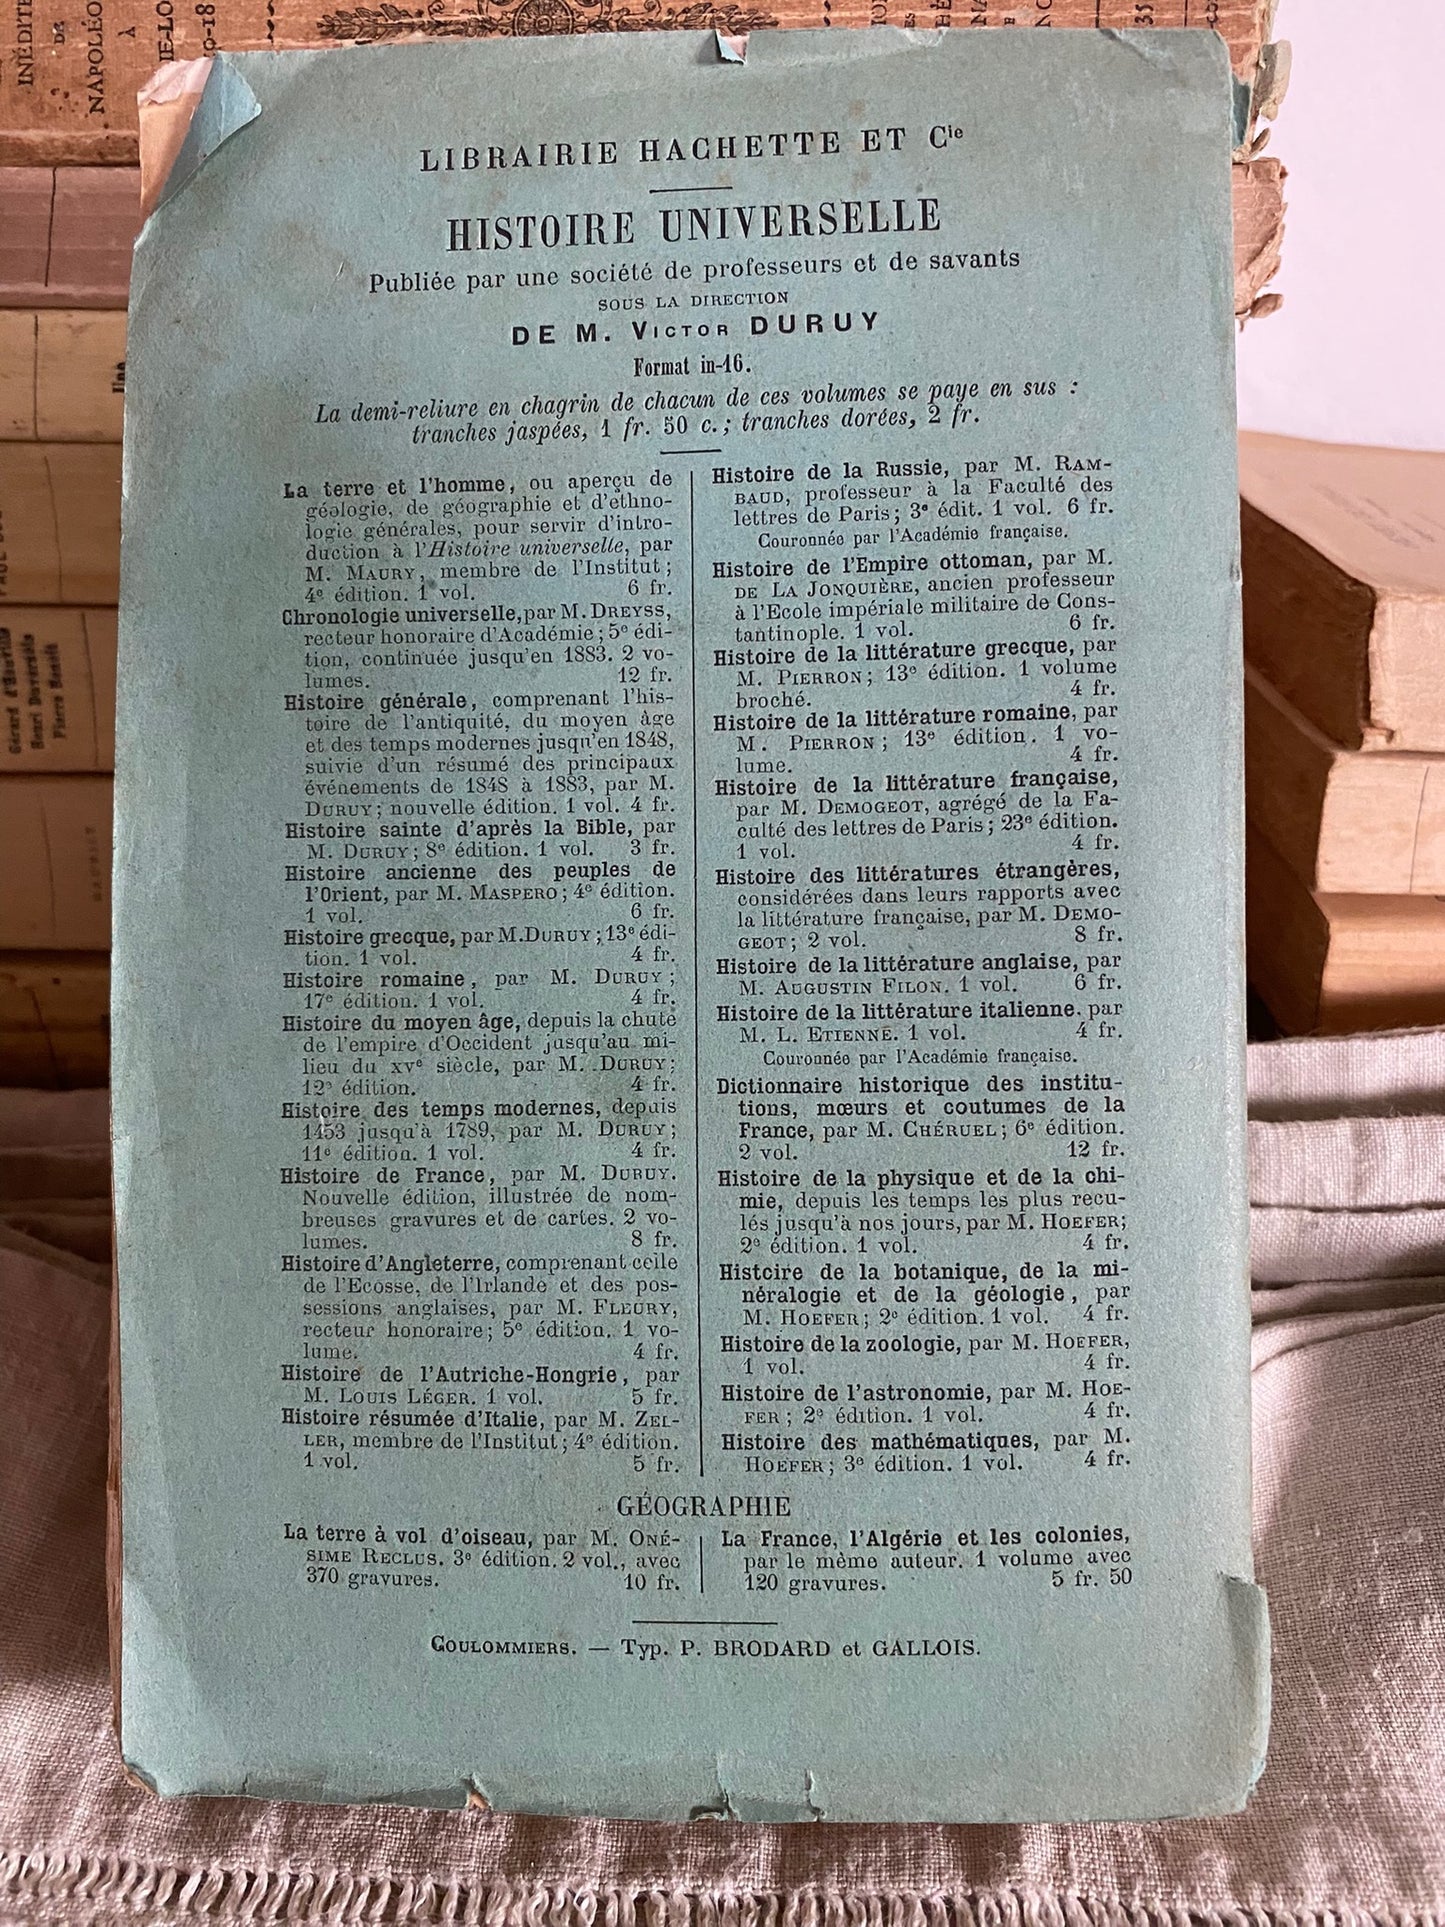 LIBRAIRIE HACHETTE ET Cie
HISTOIRE UNIVERSELLE
Publiée par une société de professeurs et de savants
SOUS LA DIRECTION
DE M. VICTOR DURUY
Format in-16.
La demi-reliure en chagrin de chacun de ces volumes se paye en sus :
tranches jaspées, 1 fr. 50 c.; tranches dorées, 2 fr.
La terre et l'homme, ou aperçu de
géologie, de géographie et d'ethno-
logie générales, pour servir d'intro-
duction à l'Histoire universelle, par
M. MAURY, membre de l'Institut;
4e édition. 1 vol. 6 fr.
Chronologie universelle, par M. DREYSS,
recteur honoraire d'Académie; 5e édi-
tion, continuée jusqu'en 1883. 2 vo-
lumes. 12 fr.
Histoire générale, comprenant l'his-
toire de l'antiquité, du moyen âge
et des temps modernes jusqu'en 1848,
suivie d'un résumé des principaux
événements de 1848 à 1883, par M.
DURUY; nouvelle édition. 1 vol. 4 fr.
Histoire sainte d'après la Bible, par
M. DURUY; 8e édition. 1 vol. 3 fr.
Histoire ancienne des peuples de
l'Orient, par M. MASPERO; 4e édition.
1 vol. 6 fr.
Histoire grecque, par M. DURUY; 13e édi-
tion. 1 vol. 4 fr.
Histoire romaine, par M. DURUY;
17e édition. 1 vol. 4 fr.
Histoire du moyen âge, depuis la chute
de l'empire d'Occident jusqu'au mi-
lieu du XVe siècle, par M. DURUY;
12e édition. 4 fr.
Histoire des temps modernes, depuis
1453 jusqu'à 1789, par M. DURUY;
11e édition. 1 vol. 4 fr.
Histoire de France, par M. DURUY.
Nouvelle édition, illustrée de nom-
breuses gravures et de cartes. 2 vo-
lumes. 8 fr.
Histoire d'Angleterre, comprenant celle
de l'Ecosse, de l'Irlande et des pos-
sessions anglaises, par M. FLEURY,
recteur honoraire; 5e édition. 1 vo-
lume. 4 fr.
Histoire de l'Autriche-Hongrie, par
M. LOUIS LÉGER. 1 vol. 5 fr.
Histoire résumée d'Italie, par M. ZEL-
LER, membre de l'Institut; 4e édition.
1 vol. 5 fr.
Histoire de la Russie, par M. RAM-
BAUD, professeur à la Faculté des
lettres de Paris; 3e édit. 1 vol. 6 fr.
Couronnée par l'Académie française.
Histoire de l'Empire ottoman, par M.
DE LA JONQUIÈRE, ancien professeur
à l'Ecole impériale militaire de Cons-
tantinople. 1 vol. 6 fr.
Histoire de la littérature grecque, par
M. PIERRON; 13e édition. 1 volume
broché. 4 fr.
Histoire de la littérature romaine, par
M. PIERRON; 13e édition. 1 vo-
lume. 4 fr.
Histoire de la littérature française,
par M. DEMOGEOT, agrégé de la Fa-
culté des lettres de Paris; 23e édition.
1 vol. 4 fr.
Histoire des littératures étrangères,
considérées dans leurs rapports avec
la littérature française, par M. DEMO-
GEOT; 2 vol. 8 fr.
Histoire de la littérature anglaise, par
M. AUGUSTIN FILON. 1 vol. 6 fr.
Histoire de la littérature italienne. par
M. L. ETIENNE. 1 vol. 4 fr.
Couronnée par l'Académie française.
Dictionnaire historique des institu-
tions, mœurs et coutumes de la
France, par M. CHÉRUEL; 6e édition.
2 vol. 12 fr.
Histoire de la physique et de la chi-
mie, depuis les temps les plus recu-
lés jusqu'à nos jours, par M. HOEFER;
2e édition. 1 vol. 4 fr.
Histoire de la botanique, de la mi-
néralogie et de la géologie, par
M. HOEFER; 2e édition. 1 vol. 4 fr.
Histoire de la zoologie, par M. HOEFER,
1 vol. 4 fr.
Histoire de l'astronomie, par M. HOE-
FER; 2e édition. 1 vol. 4 fr.
Histoire des mathématiques, par M.
HOEFER; 3e édition. 1 vol. 4 fr.
GÉOGRAPHIE
La terre à vol d'oiseau, par M. ONÉ-
SIME RECLUS. 3e édition. 2 vol., avec
370 gravures. 10 fr.
La France, l'Algérie et les colonies,
par le même auteur. 1 volume avec
120 gravures. 5 fr. 50
COULOMMIERS. — Typ. P. BRODARD et GALLOIS.
INÉDITE
DE
NAPOLÉO
À
Une
Gérard d'Houville
Henri Duvernois
Pierre Benoit
35